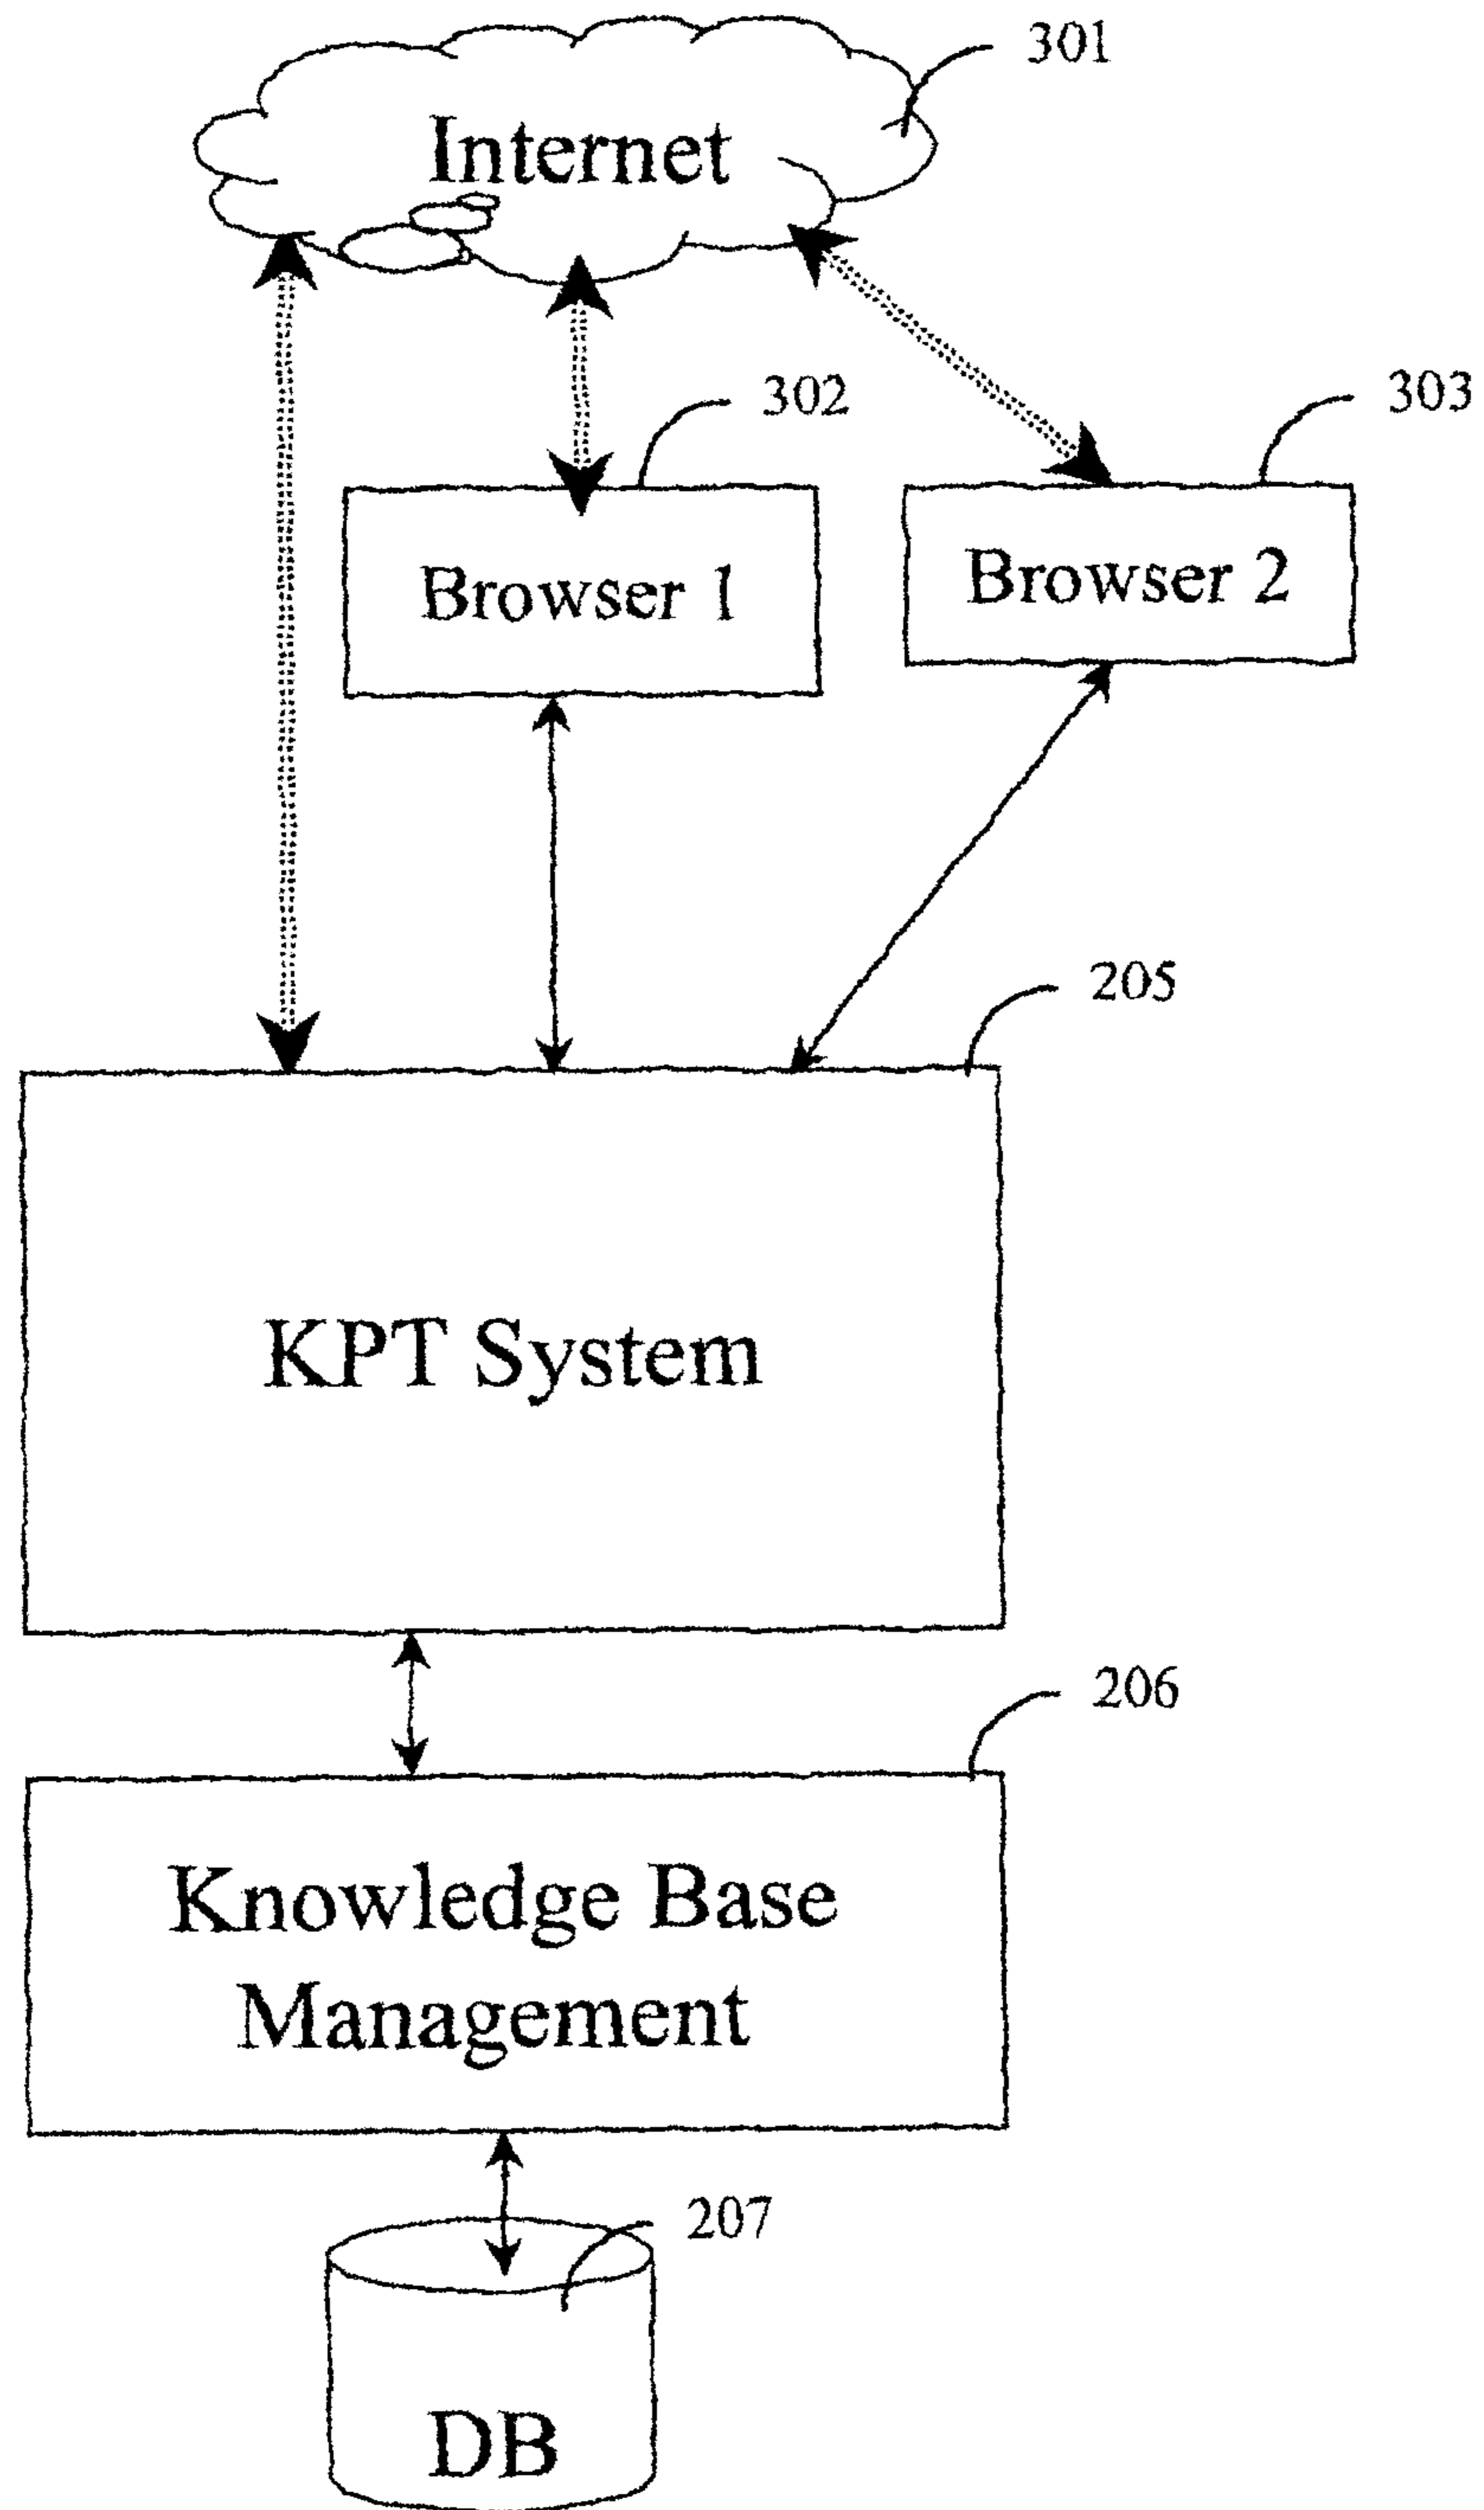 301
Internet
302
303
Browser 1
Browser 2
205
KPT System
206
Knowledge Base
Management
207
DB